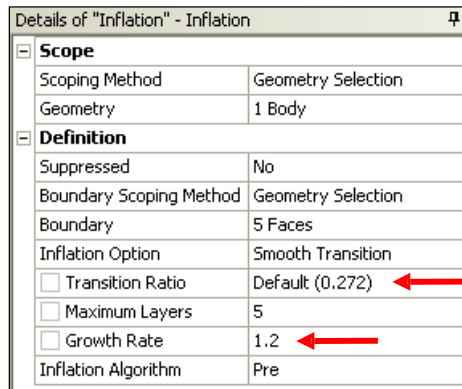 Details of "Inflation" - Inflation
Scope
Scoping Method Geometry Selection
Geometry 1 Body
Definition
Suppressed No
Boundary Scoping Method Geometry Selection
Boundary 5 Faces
Inflation Option Smooth Transition
Transition Ratio Default (0.272)
Maximum Layers 5
Growth Rate 1.2
Inflation Algorithm Pre